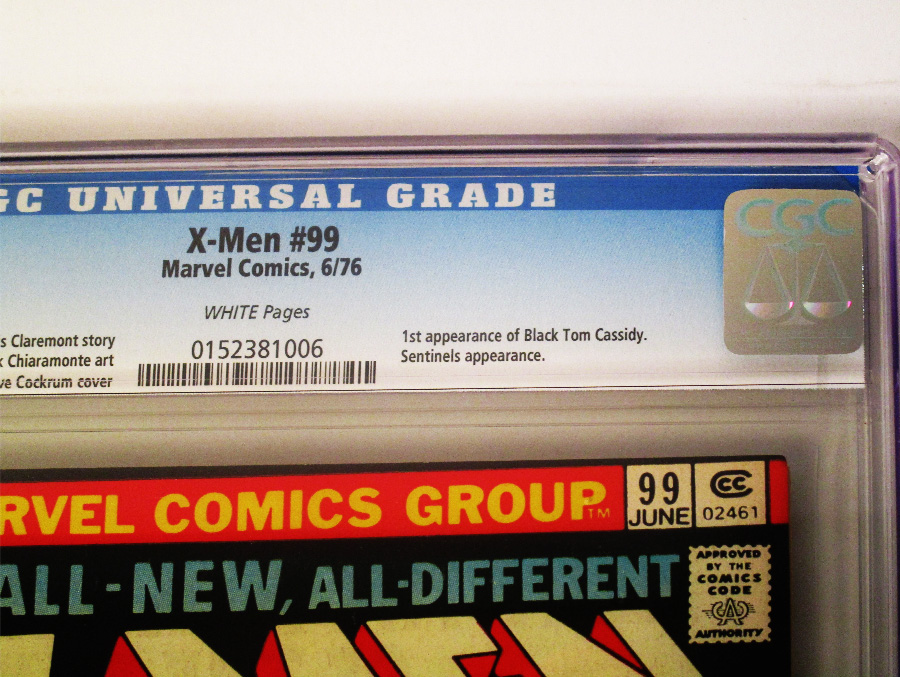 GC UNIVERSAL GRADE
CGC
X-Men #99
Marvel Comics, 6/76
WHITE Pages
s Claremont story
k Chiaramonte art
ve Cockrum cover
0152381006
1st appearance of Black Tom Cassidy.
Sentinels appearance.
RVEL COMICS GROUP TM
99
JUNE
CC
02461
ALL-NEW, ALL-DIFFERENT
APPROVED
BY THE
COMICS
CODE
CA
AUTHORITY
MEN